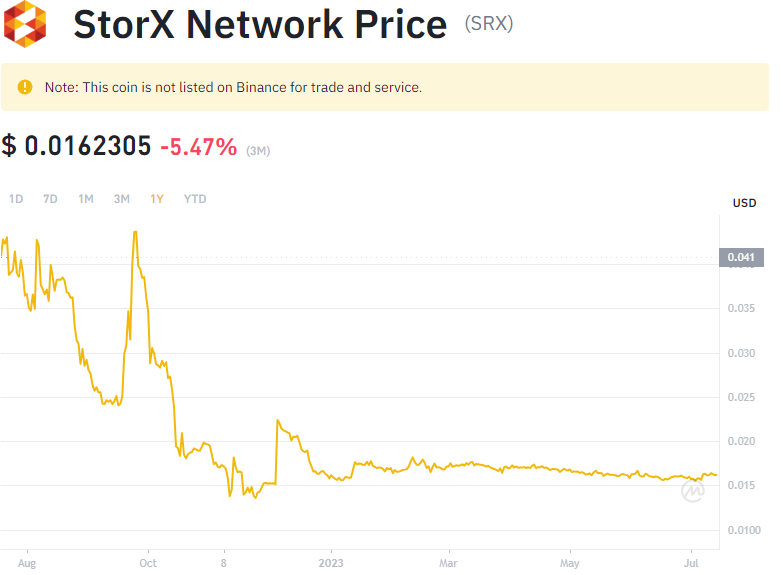 StorX Network Price (SRX)
Note: This coin is not listed on Binance for trade and service.
$ 0.0162305 -5.47% (3M)
1D 7D 1M 3M 1Y YTD
USD
0.041
0.035
0.030
0.025
0.020
0.015
0.0100
Aug Oct 8 2023 Mar May Jul